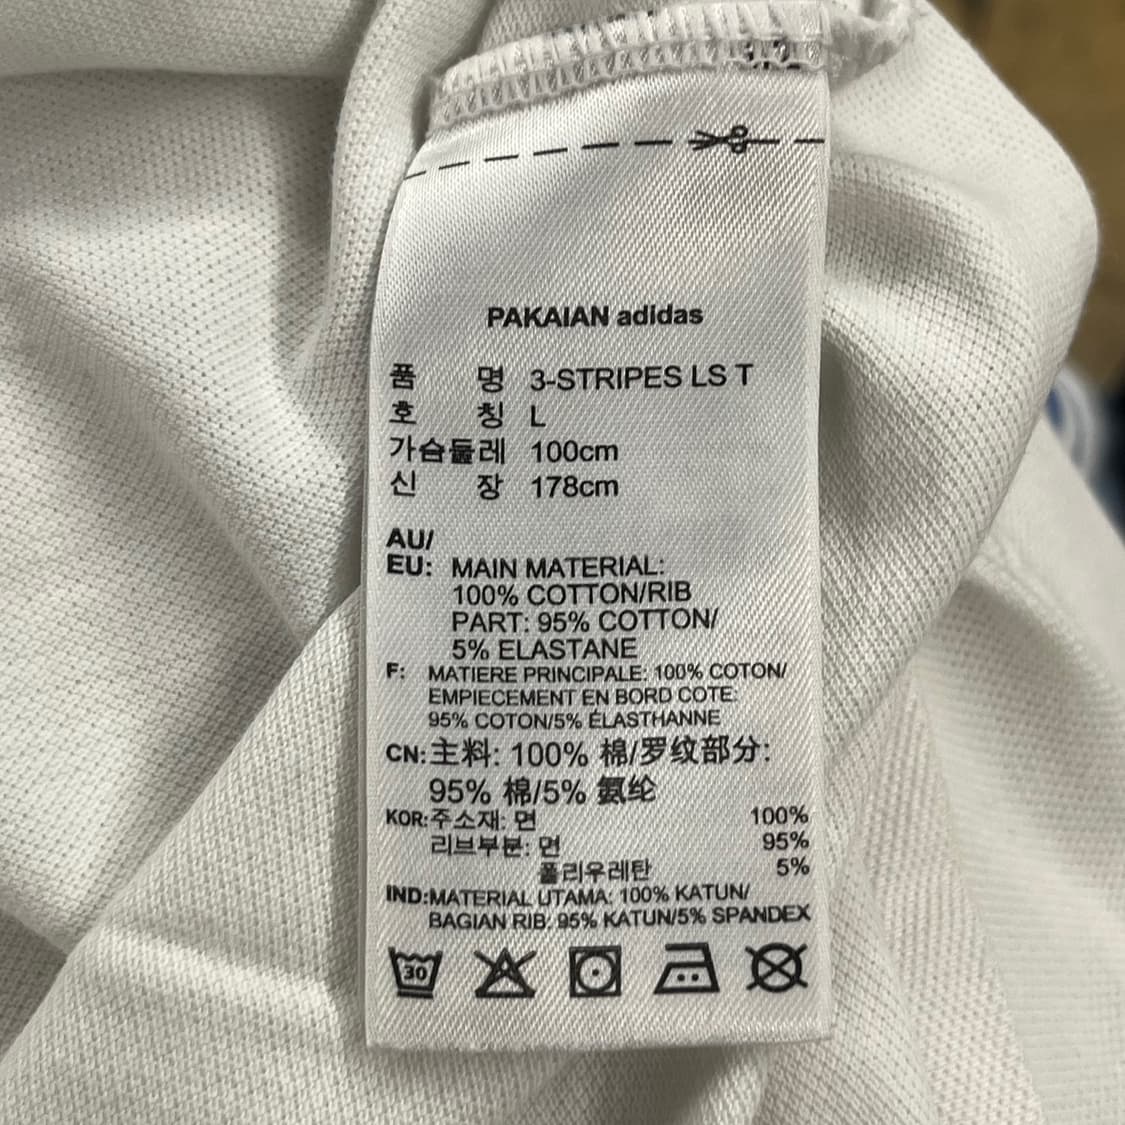 PAKAIAN adidas
품 명 3-STRIPES LS T
호 칭 L
가슴둘레 100cm
신 장 178cm
AU/
EU: MAIN MATERIAL:
100% COTTON/RIB
PART: 95% COTTON/
5% ELASTANE
F: MATIERE PRINCIPALE: 100% COTON/
EMPIECEMENT EN BORD COTE:
95% COTON/5% ÉLASTHANNE
CN: 主料: 100% 棉/罗纹部分:
95% 棉/5% 氨纶
KOR: 주소재: 면 100%
리브부분: 면 95%
폴리우레탄 5%
IND: MATERIAL UTAMA: 100% KATUN/
BAGIAN RIB: 95% KATUN/5% SPANDEX
30